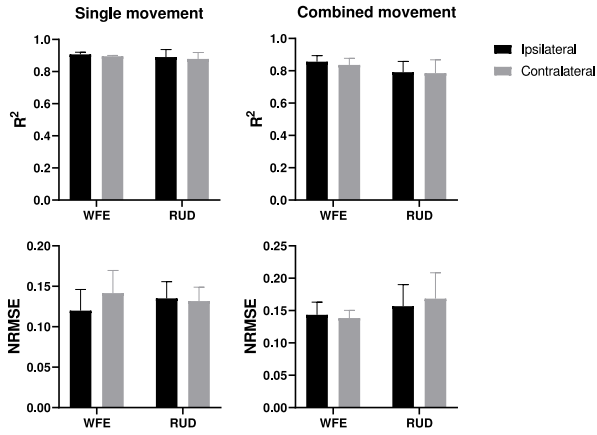 Single movement
Combined movement
Ipsilateral
Contralateral
R²
1.0
0.8
0.6
0.4
0.2
0.0
WFE
RUD
R²
1.0
0.8
0.6
0.4
0.2
0.0
WFE
RUD
NRMSE
0.20
0.15
0.10
0.05
0.00
WFE
RUD
NRMSE
0.25
0.20
0.15
0.10
0.05
0.00
WFE
RUD